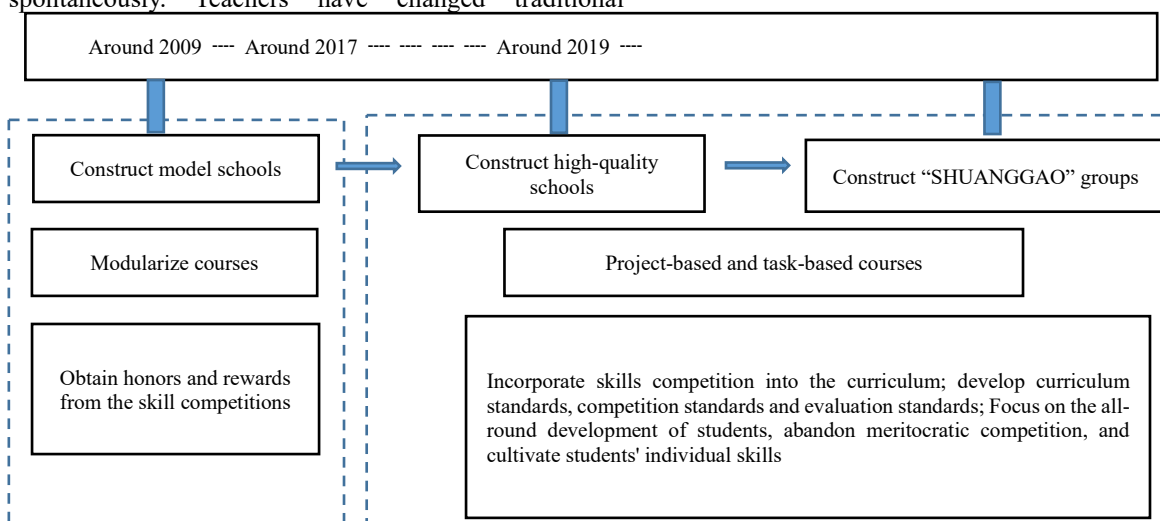 spontaneously. Teachers have changed traditional
Around 2009 ---- Around 2017 ---- ---- ---- ---- Around 2019 ----
Construct model schools
Construct high-quality
schools
Construct “SHUANGGAO” groups
Modularize courses
Project-based and task-based courses
Obtain honors and rewards
from the skill competitions
Incorporate skills competition into the curriculum; develop curriculum
standards, competition standards and evaluation standards; Focus on the all-
round development of students, abandon meritocratic competition, and
cultivate students' individual skills